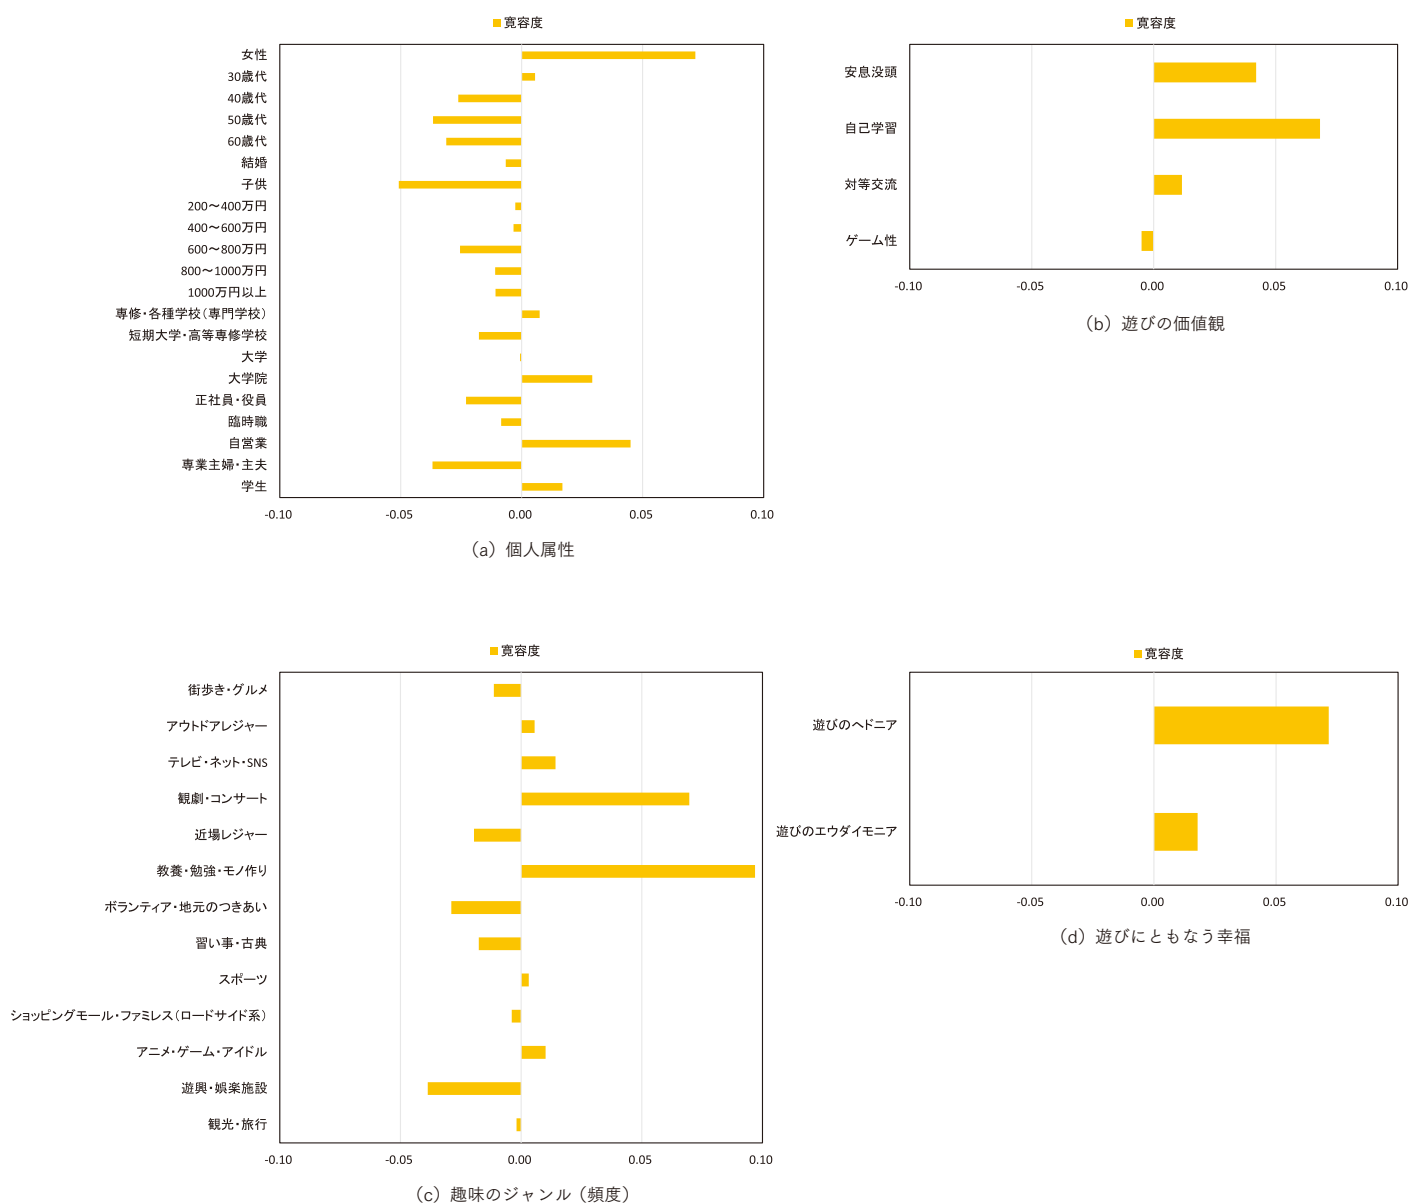 寛容度
女性
30歳代
40歳代
50歳代
60歳代
結婚
子供
200〜400万円
400〜600万円
600〜800万円
800〜1000万円
1000万円以上
専修・各種学校（専門学校）
短期大学・高等専修学校
大学
大学院
正社員・役員
臨時職
自営業
専業主婦・主夫
学生
-0.10 -0.05 0.00 0.05 0.10
（a）個人属性
寛容度
安息没頭
自己学習
対等交流
ゲーム性
-0.10 -0.05 0.00 0.05 0.10
（b）遊びの価値観
寛容度
街歩き・グルメ
アウトドアレジャー
テレビ・ネット・SNS
観劇・コンサート
近場レジャー
教養・勉強・モノ作り
ボランティア・地元のつきあい
習い事・古典
スポーツ
ショッピングモール・ファミレス（ロードサイド系）
アニメ・ゲーム・アイドル
遊興・娯楽施設
観光・旅行
-0.10 -0.05 0.00 0.05 0.10
（c）趣味のジャンル（頻度）
寛容度
遊びのヘドニア
遊びのエウダイモニア
-0.10 -0.05 0.00 0.05 0.10
（d）遊びにともなう幸福